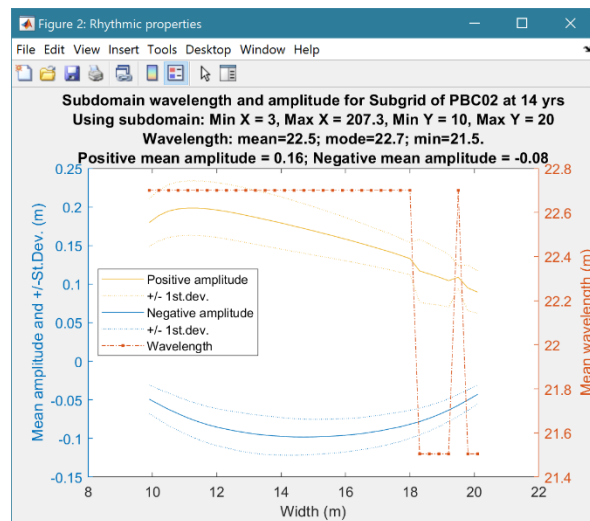 Figure 2: Rhythmic properties
File Edit View Insert Tools Desktop Window Help
Subdomain wavelength and amplitude for Subgrid of PBC02 at 14 yrs
Using subdomain: Min X = 3, Max X = 207.3, Min Y = 10, Max Y = 20
Wavelength: mean=22.5; mode=22.7; min=21.5.
Positive mean amplitude = 0.16; Negative mean amplitude = -0.08
Mean amplitude and +/-St.Dev. (m)
0.25
0.2
0.15
0.1
0.05
0
-0.05
-0.1
-0.15
Positive amplitude
+/- 1st.dev.
Negative amplitude
+/- 1st.dev.
Wavelength
22.8
22.6
22.4
22.2
22
21.8
21.6
21.4
Mean wavelength (m)
8 10 12 14 16 18 20 22
Width (m)